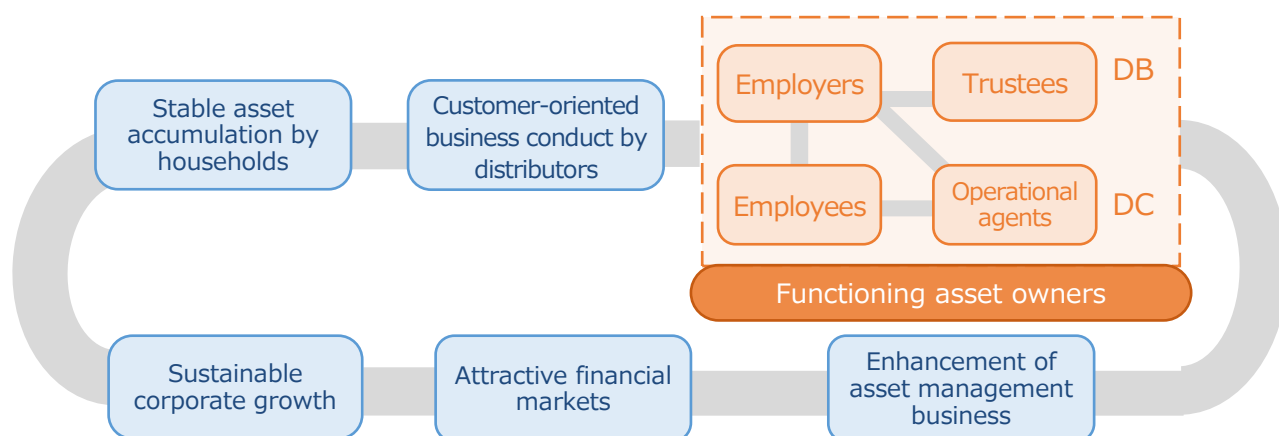 Stable asset
accumulation by
households
Customer-oriented
business conduct by
distributors
Employers
Trustees
DB
Employees
Operational
agents
DC
Functioning asset owners
Sustainable
corporate growth
Attractive financial
markets
Enhancement of
asset management
business